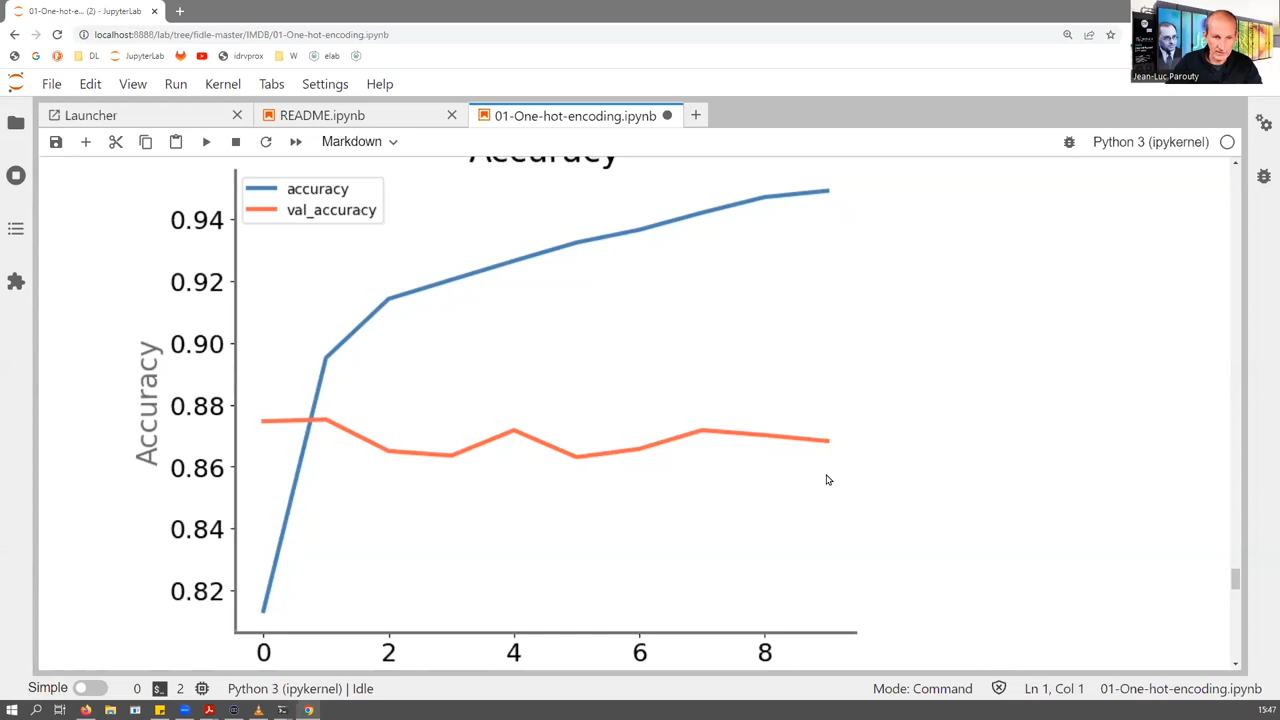 01-One-hot-e... (2) - JupyterLab
localhost:8888/lab/tree/fidle-master/IMDB/01-One-hot-encoding.ipynb
DL JupyterLab idrvprox W elab
Jean-Luc Parouty
File Edit View Run Kernel Tabs Settings Help
Launcher README.ipynb 01-One-hot-encoding.ipynb
Markdown Python 3 (ipykernel)
Accuracy
accuracy
val_accuracy
0.94
0.92
0.90
0.88
0.86
0.84
0.82
Accuracy
0 2 4 6 8
Simple 0 2 Python 3 (ipykernel) | Idle Mode: Command Ln 1, Col 1 01-One-hot-encoding.ipynb
15:47